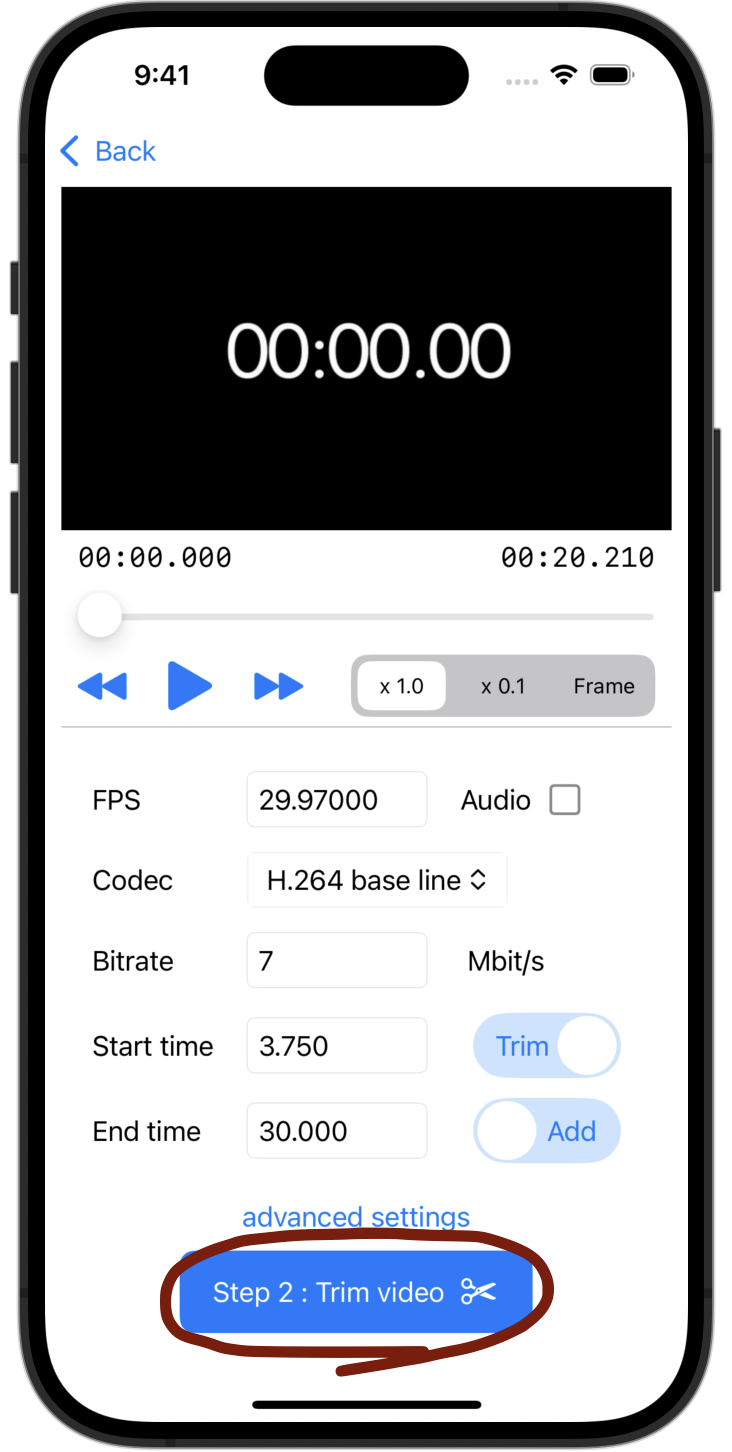 9:41
Back
00:00.00
00:00.000 00:20.210
x 1.0 x 0.1 Frame
FPS 29.97000 Audio
Codec H.264 base line
Bitrate 7 Mbit/s
Start time 3.750 Trim
End time 30.000 Add
advanced settings
Step 2 : Trim video